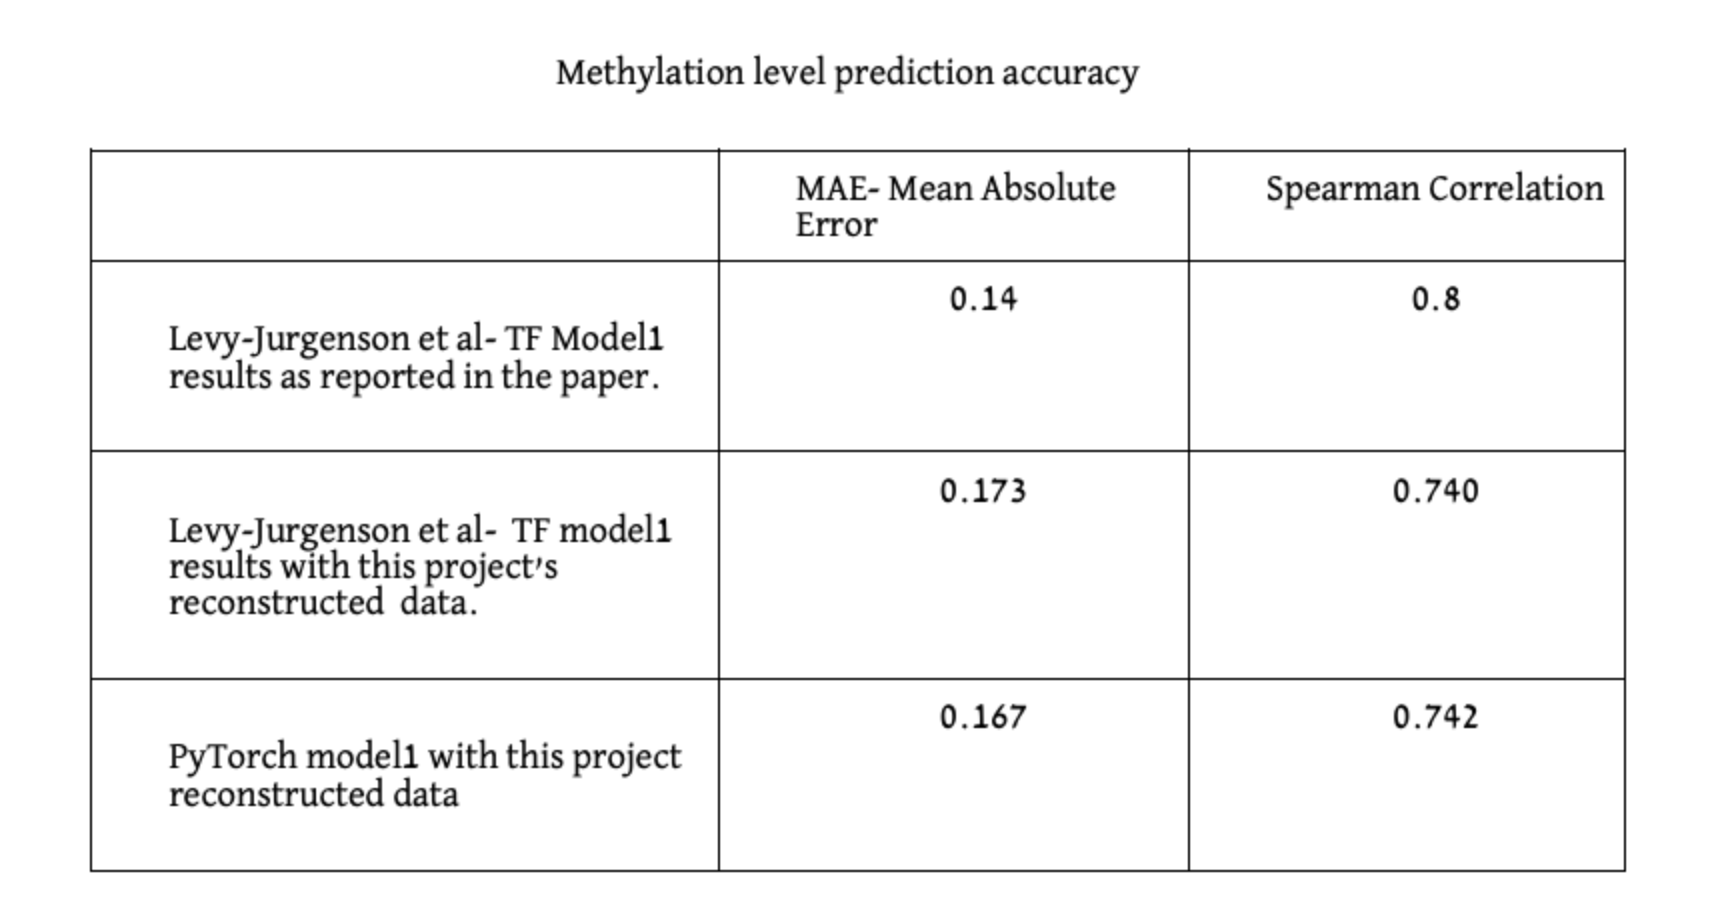 Methylation level prediction accuracy
MAE- Mean Absolute
Error
Spearman Correlation
Levy-Jurgenson et al- TF Model1
results as reported in the paper.
0.14
0.8
Levy-Jurgenson et al-  TF model1
results with this project's
reconstructed  data.
0.173
0.740
PyTorch model1 with this project
reconstructed data
0.167
0.742